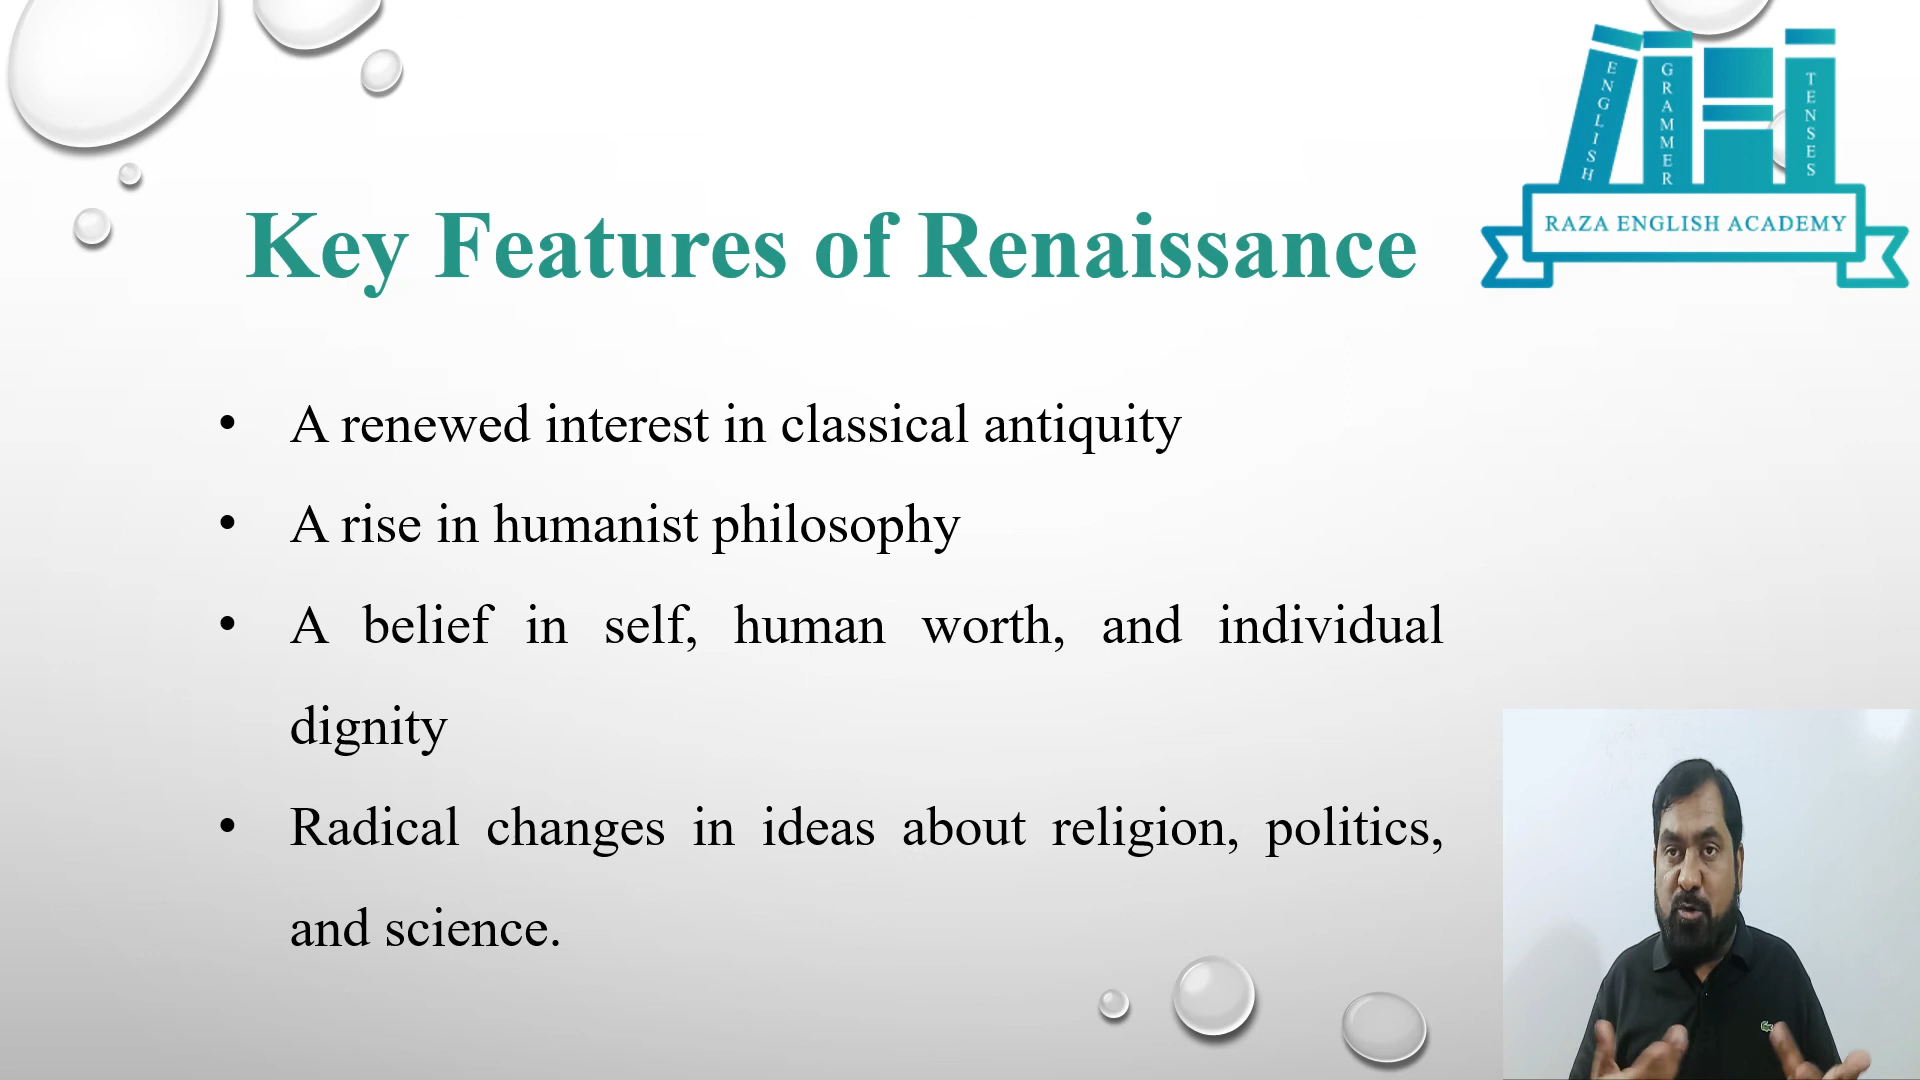 ENGLISH
GRAMMER
TENSES
RAZA ENGLISH ACADEMY
Key Features of Renaissance
• A renewed interest in classical antiquity
• A rise in humanist philosophy
• A belief in self, human worth, and individual
dignity
• Radical changes in ideas about religion, politics,
and science.